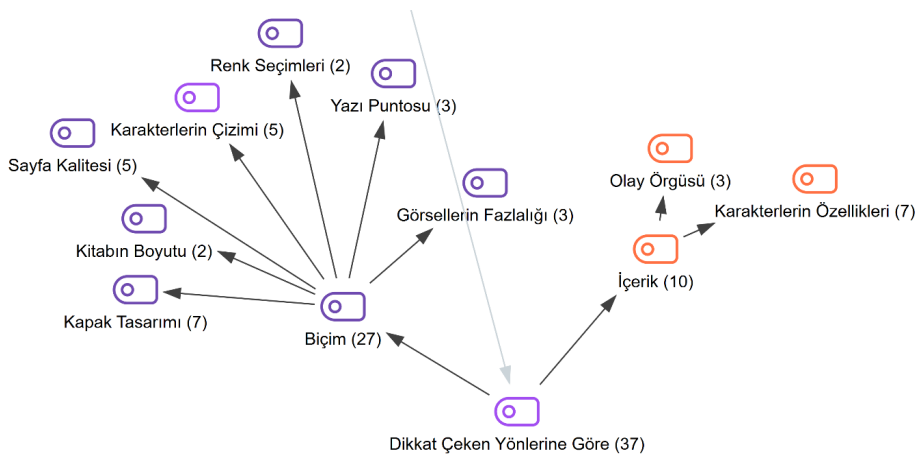 Renk Seçimleri (2)
Yazı Puntosu (3)
Karakterlerin Çizimi (5)
Sayfa Kalitesi (5)
Olay Örgüsü (3)
Karakterlerin Özellikleri (7)
Görsellerin Fazlalığı (3)
Kitabın Boyutu (2)
İçerik (10)
Kapak Tasarımı (7)
Biçim (27)
Dikkat Çeken Yönlerine Göre (37)